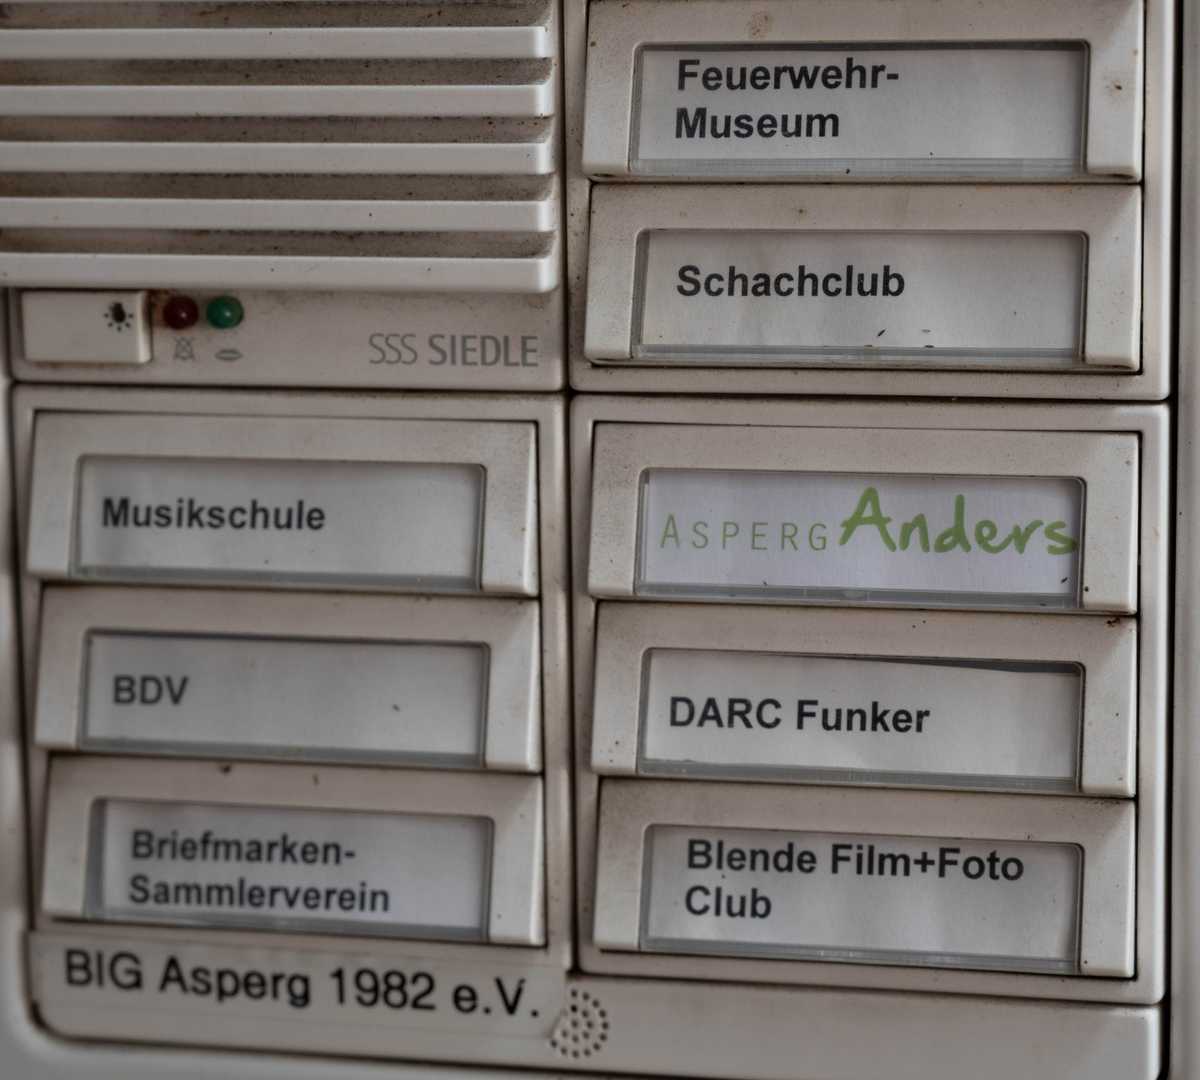 Feuerwehr-
Museum
Schachclub
SSS SIEDLE
Musikschule
BDV
Briefmarken-
Sammlerverein
BIG Asperg 1982 e.V.
ASPERG Anders
DARC Funker
Blende Film+Foto
Club